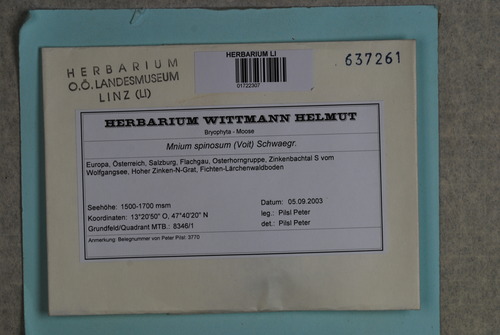 HERBARIUM
O.Ö. LANDESMUSEUM
LINZ (LI)
HERBARIUM LI
01722307
637261
HERBARIUM WITTMANN HELMUT
Bryophyta - Moose
Mnium spinosum (Voit) Schwaegr.
Europa, Österreich, Salzburg, Flachgau, Osterhorngruppe, Zinkenbachtal S vom
Wolfgangsee, Hoher Zinken-N-Grat, Fichten-Lärchenwaldboden
Seehöhe: 1500-1700 msm
Datum: 05.09.2003
Koordinaten: 13°20'50" O, 47°40'20" N
leg.: Pilsl Peter
Grundfeld/Quadrant MTB.: 8346/1
det.: Pilsl Peter
Anmerkung: Belegnummer von Peter Pilsl: 3770